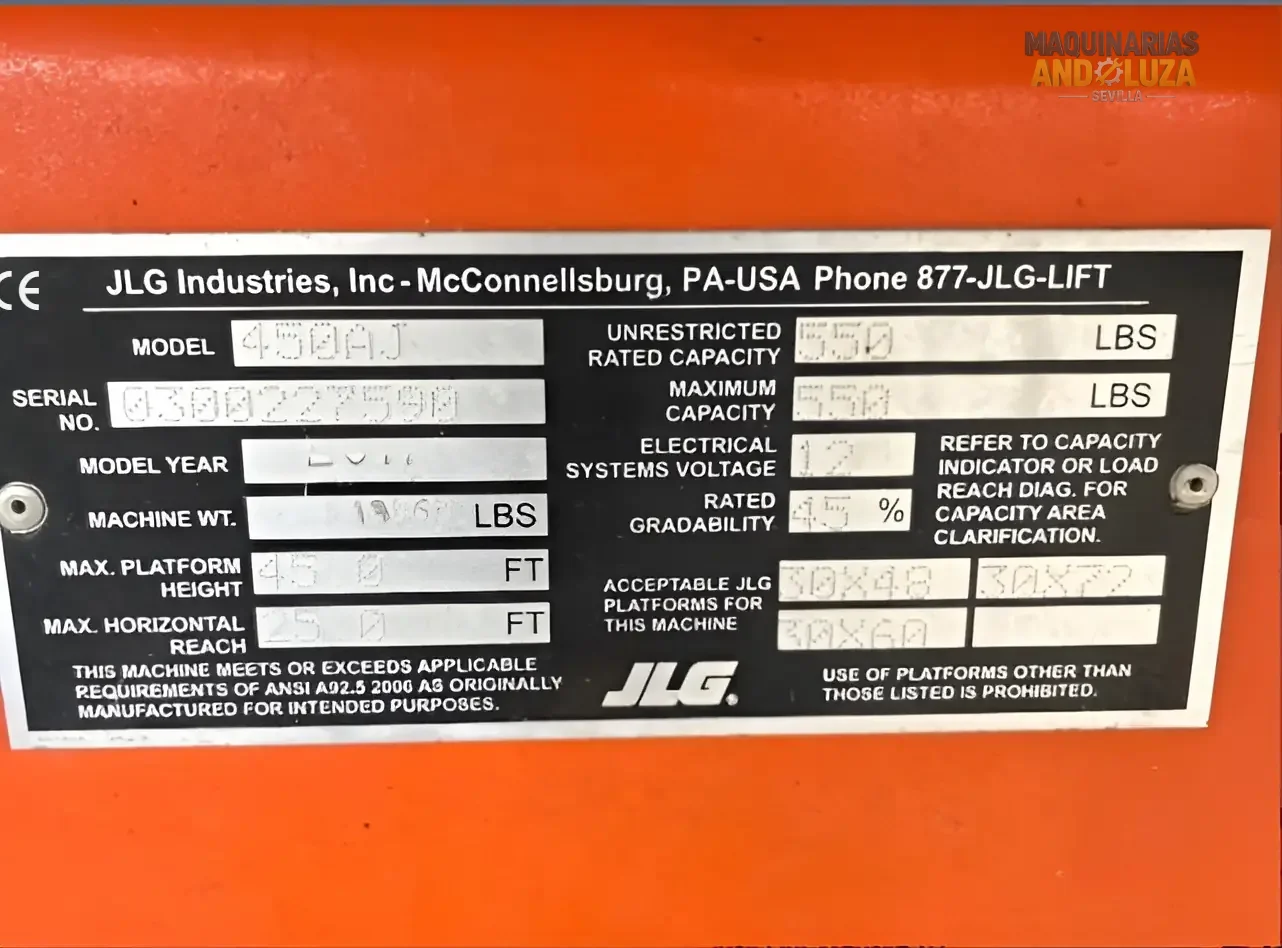 MAQUINARIAS
ANDALUZA
SEVILLA
CE
JLG Industries, Inc - McConnellsburg, PA-USA Phone 877-JLG-LIFT
MODEL 450AJ
SERIAL NO. 0300227590
MODEL YEAR
MACHINE WT. LBS
MAX. PLATFORM HEIGHT 45 0 FT
MAX. HORIZONTAL REACH 25 0 FT
THIS MACHINE MEETS OR EXCEEDS APPLICABLE
REQUIREMENTS OF ANSI A92.5 2006 AS ORIGINALLY
MANUFACTURED FOR INTENDED PURPOSES.
UNRESTRICTED RATED CAPACITY 550 LBS
MAXIMUM CAPACITY 550 LBS
ELECTRICAL SYSTEMS VOLTAGE 12
RATED GRADABILITY 45 %
REFER TO CAPACITY
INDICATOR OR LOAD
REACH DIAG. FOR
CAPACITY AREA
CLARIFICATION.
ACCEPTABLE JLG
PLATFORMS FOR
THIS MACHINE
30X48 30X72
30X60
JLG.
USE OF PLATFORMS OTHER THAN
THOSE LISTED IS PROHIBITED.